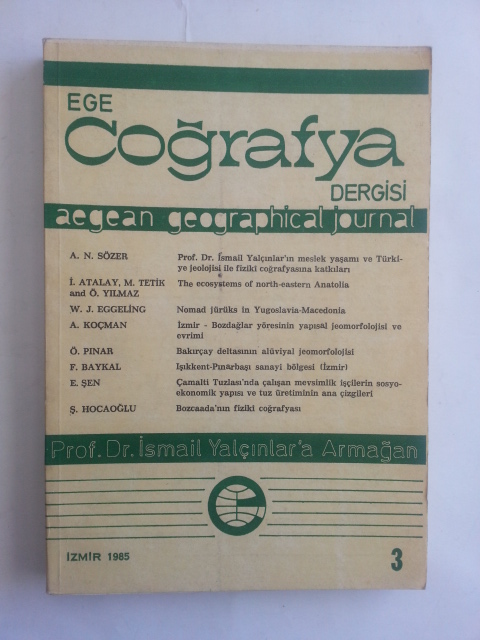 EGE
Coğrafya
DERGİSİ
aegean geographical journal
A. N. SÖZER Prof. Dr. İsmail Yalçınlar'ın meslek yaşamı ve Türki-
ye jeolojisi ile fiziki coğrafyasına katkıları
İ. ATALAY, M. TETİK The ecosystems of north-eastern Anatolia
and Ö. YILMAZ
W. J. EGGELİNG Nomad jürüks in Yugoslavia-Macedonia
A. KOÇMAN İzmir - Bozdağlar yöresinin yapısal jeomorfolojisi ve
evrimi
Ö. PINAR Bakırçay deltasının alüviyal jeomorfolojisi
F. BAYKAL Işıkkent-Pınarbaşı sanayi bölgesi (İzmir)
E. ŞEN Çamalti Tuzlası'nda çalışan mevsimlik işçilerin sosyo-
ekonomik yapısı ve tuz üretiminin ana çizgileri
Ş. HOCAOĞLU Bozcaada'nın fiziki coğrafyası
Prof. Dr. İsmail Yalçınlar'a Armağan
İZMİR 1985
3